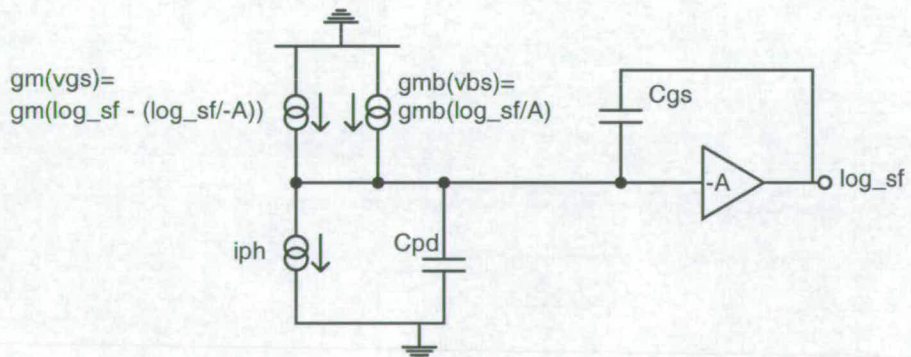 gm(vgs)=
gm(log_sf - (log_sf/-A))
gmb(vbs)=
gmb(log_sf/A)
Cgs
-A
log_sf
iph
Cpd